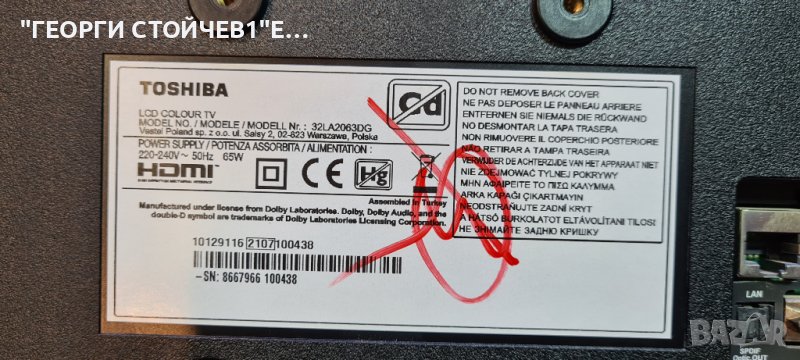 "ГЕОРГИ СТОЙЧЕВ1"Е...
TOSHIBA
LCD COLOUR TV
MODEL NO. / MODELE / MODELL Nr. : 32LA2063DG
Vestel Poland sp. z o.o. ul. Salsy 2, 02-823 Warszawa, Polska
POWER SUPPLY / POTENZA ASSORBITA / ALIMENTATION :
220-240V ~ 50Hz 65W
HDMI
CE
Hg
Cd
Assembled in Turkey
Manufactured under license from Dolby Laboratories. Dolby, Dolby Audio, and the
double-D symbol are trademarks of Dolby Laboratories Licensing Corporation.
10129116 2107 100438
-SN: 8667966 100438
DO NOT REMOVE BACK COVER
NE PAS DEPOSER LE PANNEAU ARRIERE
ENTFERNEN SIE NIEMALS DIE RÜCKWAND
NO DESMONTAR LA TAPA TRASERA
NON RIMUOVERE IL COPERCHIO POSTERIORE
NÃO RETIRAR A TAMPA TRASEIRA
VERWIJDER DE ACHTERZIJDE VAN HET APPARAAT NIET
NIE ZDEJMOWAĆ TYLNEJ POKRYWY
ΜΗΝ ΑΦΑΙΡΕΙΤΕ ΤΟ ΠΙΣΩ ΚΑΛΥΜΜΑ
ARKA KAPAĞI ÇIKARTMAYIN
NEODSTRAŇUJTE ZADNÍ KRYT
A HÁTSÓ BURKOLATOT ELTÁVOLÍTANI TILOS!
НЕ ЗНИМАЙТЕ ЗАДНЮ КРИШКУ
LAN
SPDIF
Optic OUT
BAZAR